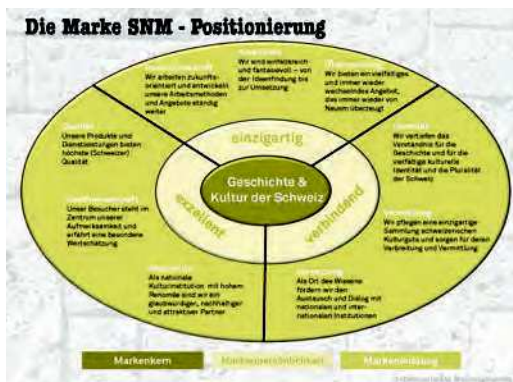 Die Marke SNM - Positionierung
Wir arbeiten zukunfts-
orientiert und entwickeln
unsere Arbeitsmethoden
und Angebote ständig
weiter
Wir sind einfallsreich
und fantasievoll – von
der Ideenfindung bis
zur Umsetzung
Wir bieten ein vielfältiges
und immer wieder
wechselndes Angebot,
dies immer wieder von
Neuem überzeugt
Qualität
Unsere Produkte und
Dienstleistungen bieten
höchste (Schweizer)
Qualität
Wir vertiefen das
Verständnis für die
Geschichte und für die
vielfältige kulturelle
Identität und die Pluralität
der Schweiz
einzigartig
exzellent
verbindend
Geschichte &
Kultur der Schweiz
Unser Besucher steht im
Zentrum unserer
Aufmerksamkeit und
erfährt eine besondere
Wertschätzung
Vermittlung
Wir pflegen eine einzigartige
Sammlung schweizerischen
Kulturguts und sorgen für deren
Verbreitung und Vermittlung
Als nationale
Kulturinstitution mit hohem
Renomée sind wir ein
glaubwürdiger, nachhaltiger
und attraktiver Partner
Vernetzung
Als Ort des Wissens
fördern wir den
Austausch und Dialog mit
nationalen und inter-
nationalen Institutionen
Markenkern
Markenpersönlichkeit
Markenleistung